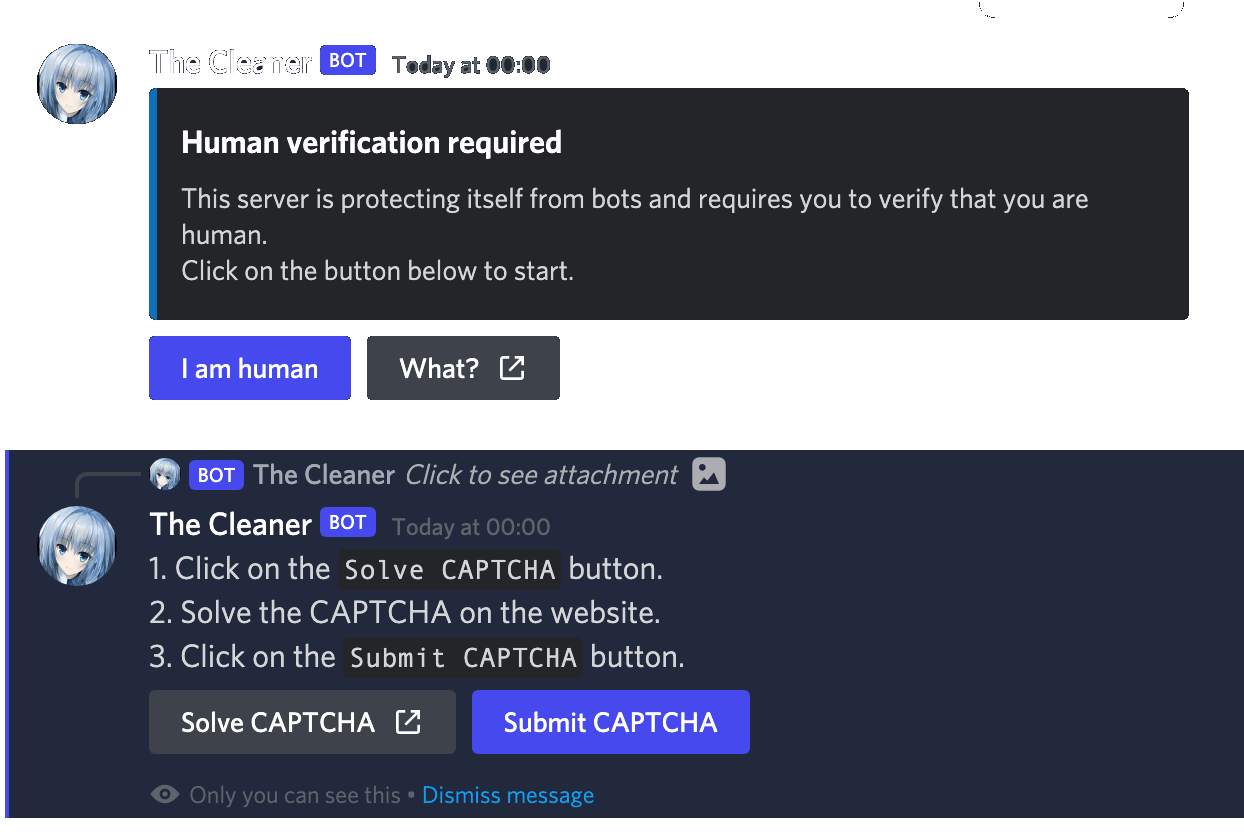 The Cleaner BOT Today at 00:00
Human verification required
This server is protecting itself from bots and requires you to verify that you are
human.
Click on the button below to start.
I am human What?
BOT The Cleaner Click to see attachment
The Cleaner BOT Today at 00:00
1. Click on the Solve CAPTCHA button.
2. Solve the CAPTCHA on the website.
3. Click on the Submit CAPTCHA button.
Solve CAPTCHA Submit CAPTCHA
Only you can see this • Dismiss message